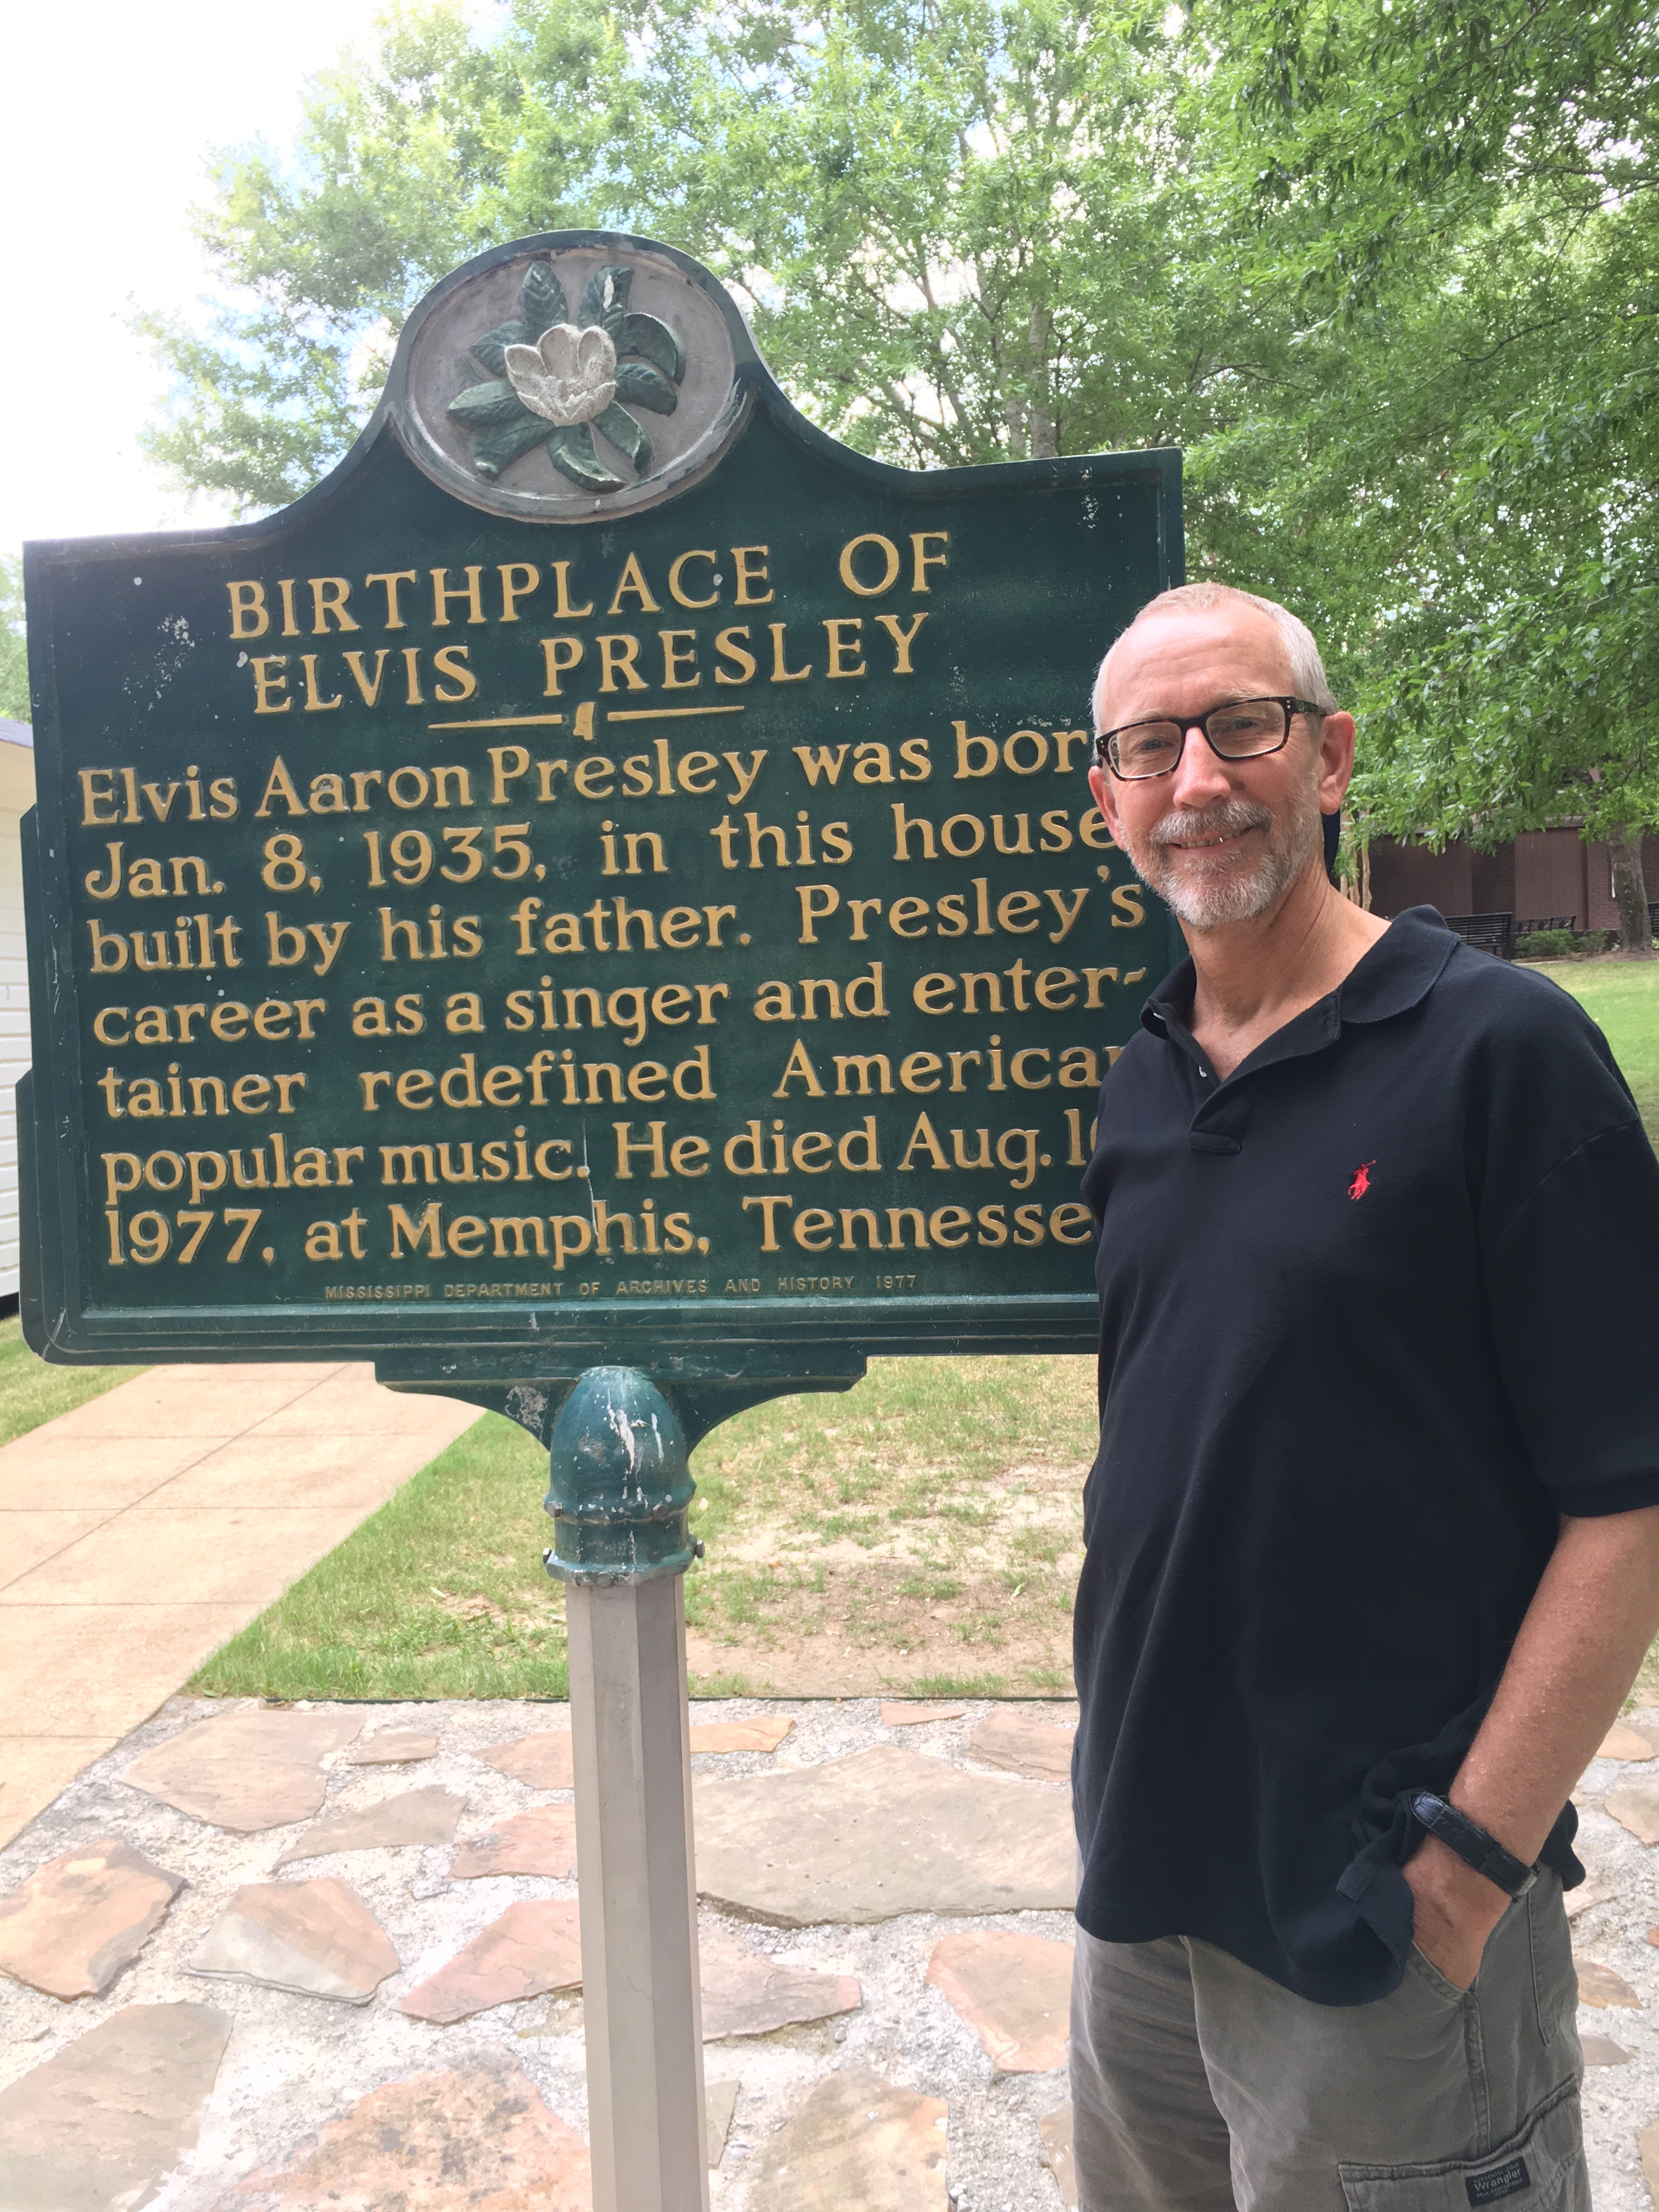 BIRTHPLACE OF
ELVIS PRESLEY
Elvis Aaron Presley was bor
Jan. 8, 1935, in this house
built by his father. Presley's
career as a singer and enter-
tainer redefined America
popular music. He died Aug. 1
1977, at Memphis, Tennesse
MISSISSIPPI DEPARTMENT OF ARCHIVES AND HISTORY 1977
Wrangler